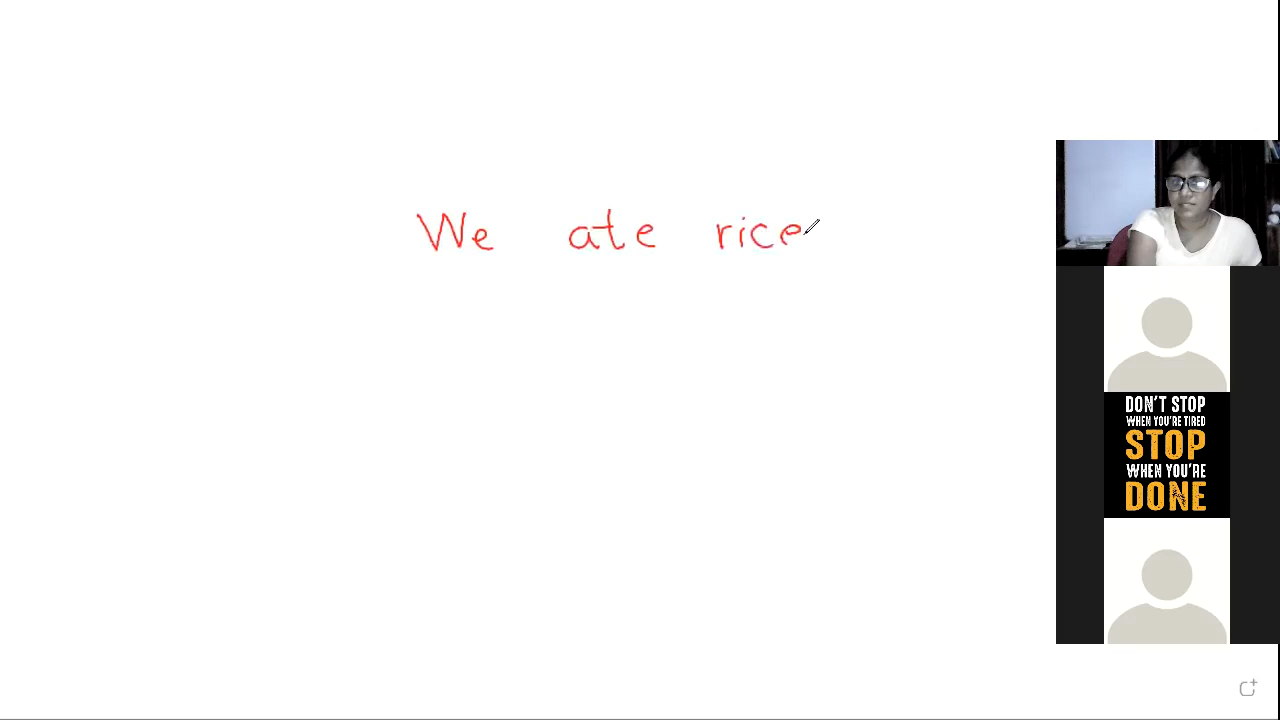 We ate rice
DON'T STOP
WHEN YOU'RE TIRED
STOP
WHEN YOU'RE
DONE